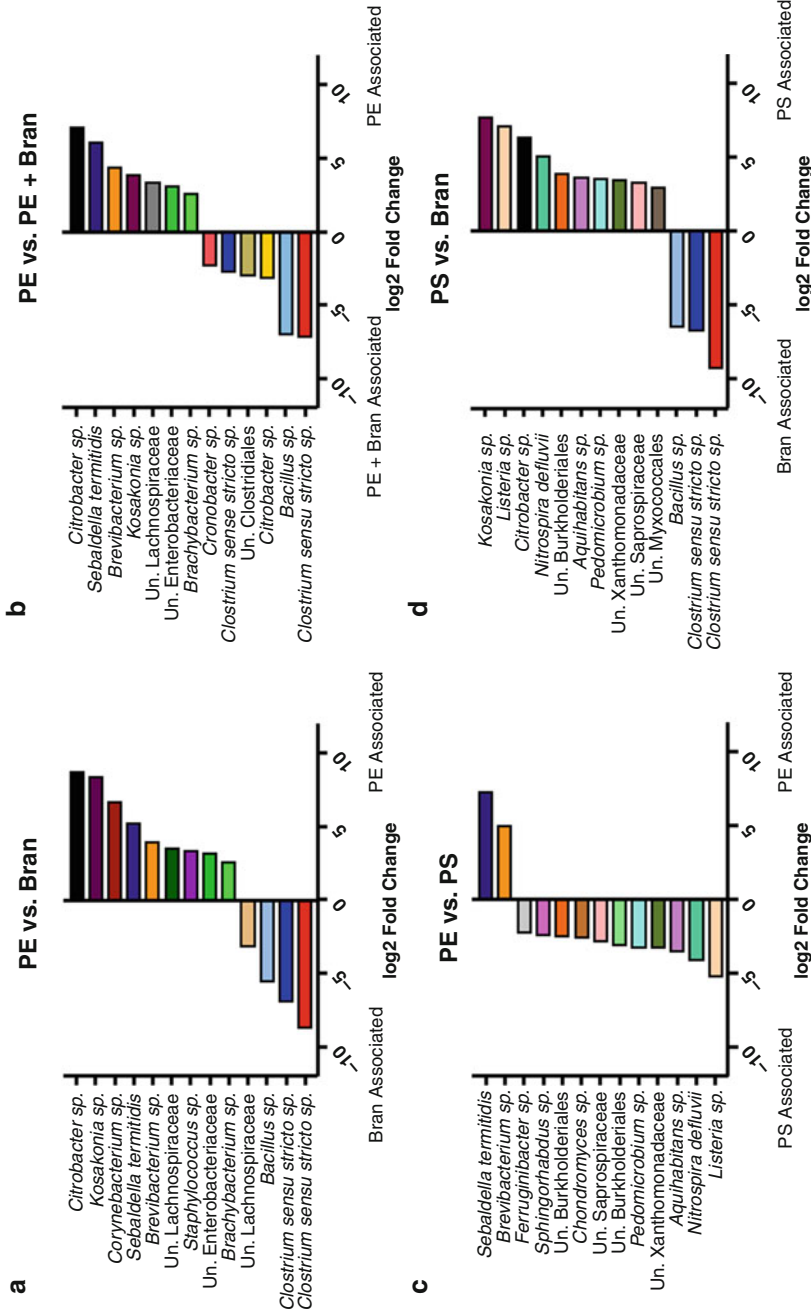 a
PE vs. Bran
Citrobacter sp.
Kosakonia sp.
Corynebacterium sp.
Sebaldella termitidis
Brevibacterium sp.
Un. Lachnospiraceae
Staphylococcus sp.
Un. Enterobacteriaceae
Brachybacterium sp.
Un. Lachnospiraceae
Bacillus sp.
Clostrium sensu stricto sp.
Clostrium sensu stricto sp.
-10 -5 0 5 10
log2 Fold Change
Bran Associated PE Associated
b
PE vs. PE + Bran
Citrobacter sp.
Sebaldella termitidis
Brevibacterium sp.
Kosakonia sp.
Un. Lachnospiraceae
Un. Enterobacteriaceae
Brachybacterium sp.
Cronobacter sp.
Clostrium sense stricto sp.
Un. Clostridiales
Citrobacter sp.
Bacillus sp.
Clostrium sensu stricto sp.
-10 -5 0 5 10
log2 Fold Change
PE + Bran Associated PE Associated
c
PE vs. PS
Sebaldella termitidis
Brevibacterium sp.
Ferruginibacter sp.
Sphingorhabdus sp.
Un. Burkholderiales
Chondromyces sp.
Un. Saprospiraceae
Un. Burkholderiales
Pedomicrobium sp.
Un. Xanthomonadaceae
Aquihabitans sp.
Nitrospira defluvii
Listeria sp.
-10 -5 0 5 10
log2 Fold Change
PS Associated PE Associated
d
PS vs. Bran
Kosakonia sp.
Listeria sp.
Citrobacter sp.
Nitrospira defluvii
Un. Burkholderiales
Aquihabitans sp.
Pedomicrobium sp.
Un. Xanthomonadaceae
Un. Saprospiraceae
Un. Myxococcales
Bacillus sp.
Clostrium sensu stricto sp.
Clostrium sensu stricto sp.
-10 -5 0 5 10
log2 Fold Change
Bran Associated PS Associated